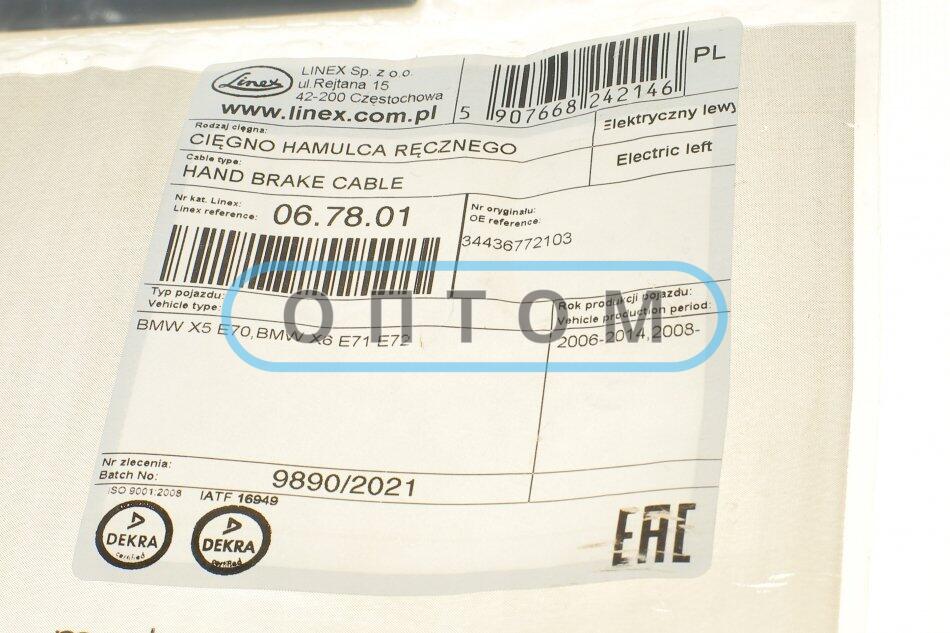 Linex
LINEX Sp. z o.o.
ul.Rejtana 15
42-200 Częstochowa
www.linex.com.pl
5 907668 242146
PL
Rodzaj cięgna:
CIĘGNO HAMULCA RĘCZNEGO
Elektryczny lewy
Cable type:
HAND BRAKE CABLE
Electric left
Nr kat. Linex:
Linex reference:
06.78.01
Nr oryginału:
OE reference:
34436772103
Typ pojazdu:
Vehicle type:
Rok produkcji pojazdu:
Vehicle production period:
ОПТОМ
BMW X5 E70,BMW X6 E71 E72
2006-2014,2008-
Nr zlecenia:
Batch No:
9890/2021
ISO 9001:2008
IATF 16949
DEKRA
certified
DEKRA
certified
EAC